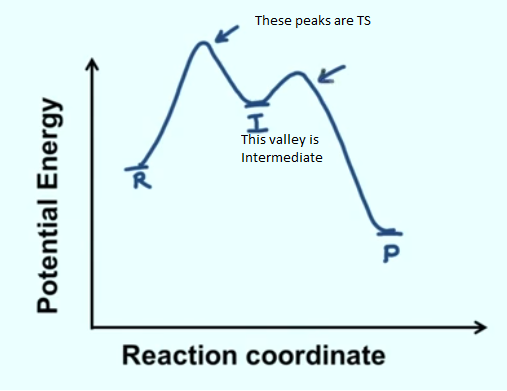 These peaks are TS
I
This valley is
Intermediate
R
P
Potential Energy
Reaction coordinate